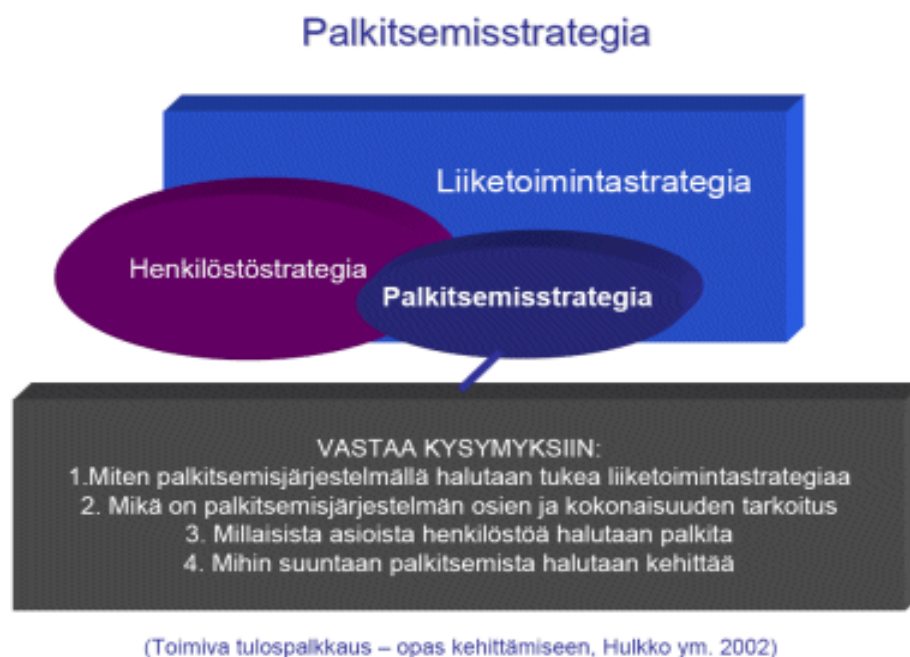 Palkitsemisstrategia
Liiketoimintastrategia
Henkilöstöstrategia
Palkitsemisstrategia
VASTAA KYSYMYKSIIN:
1.Miten palkitsemisjärjestelmällä halutaan tukea liiketoimintastrategiaa
2. Mikä on palkitsemisjärjestelmän osien ja kokonaisuuden tarkoitus
3. Millaisista asioista henkilöstöä halutaan palkita
4. Mihin suuntaan palkitsemista halutaan kehittää
(Toimiva tulospalkkaus – opas kehittämiseen, Hulkko ym. 2002)